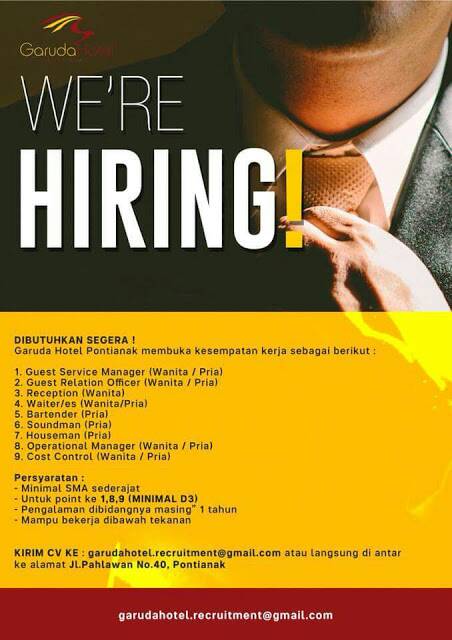 GarudaHotel
WE'RE
HIRING!
DIBUTUHKAN SEGERA !
Garuda Hotel Pontianak membuka kesempatan kerja sebagai berikut :
1. Guest Service Manager (Wanita / Pria)
2. Guest Relation Officer (Wanita / Pria)
3. Reception (Wanita)
4. Waiter/es (Wanita/Pria)
5. Bartender (Pria)
6. Soundman (Pria)
7. Houseman (Pria)
8. Operational Manager (Wanita / Pria)
9. Cost Control (Wanita / Pria)
Persyaratan :
- Minimal SMA sederajat
- Untuk point ke 1,8,9 (MINIMAL D3)
- Pengalaman dibidangnya masing" 1 tahun
- Mampu bekerja dibawah tekanan
KIRIM CV KE : garudahotel.recruitment@gmail.com atau langsung di antar
ke alamat Jl.Pahlawan No.40, Pontianak
garudahotel.recruitment@gmail.com